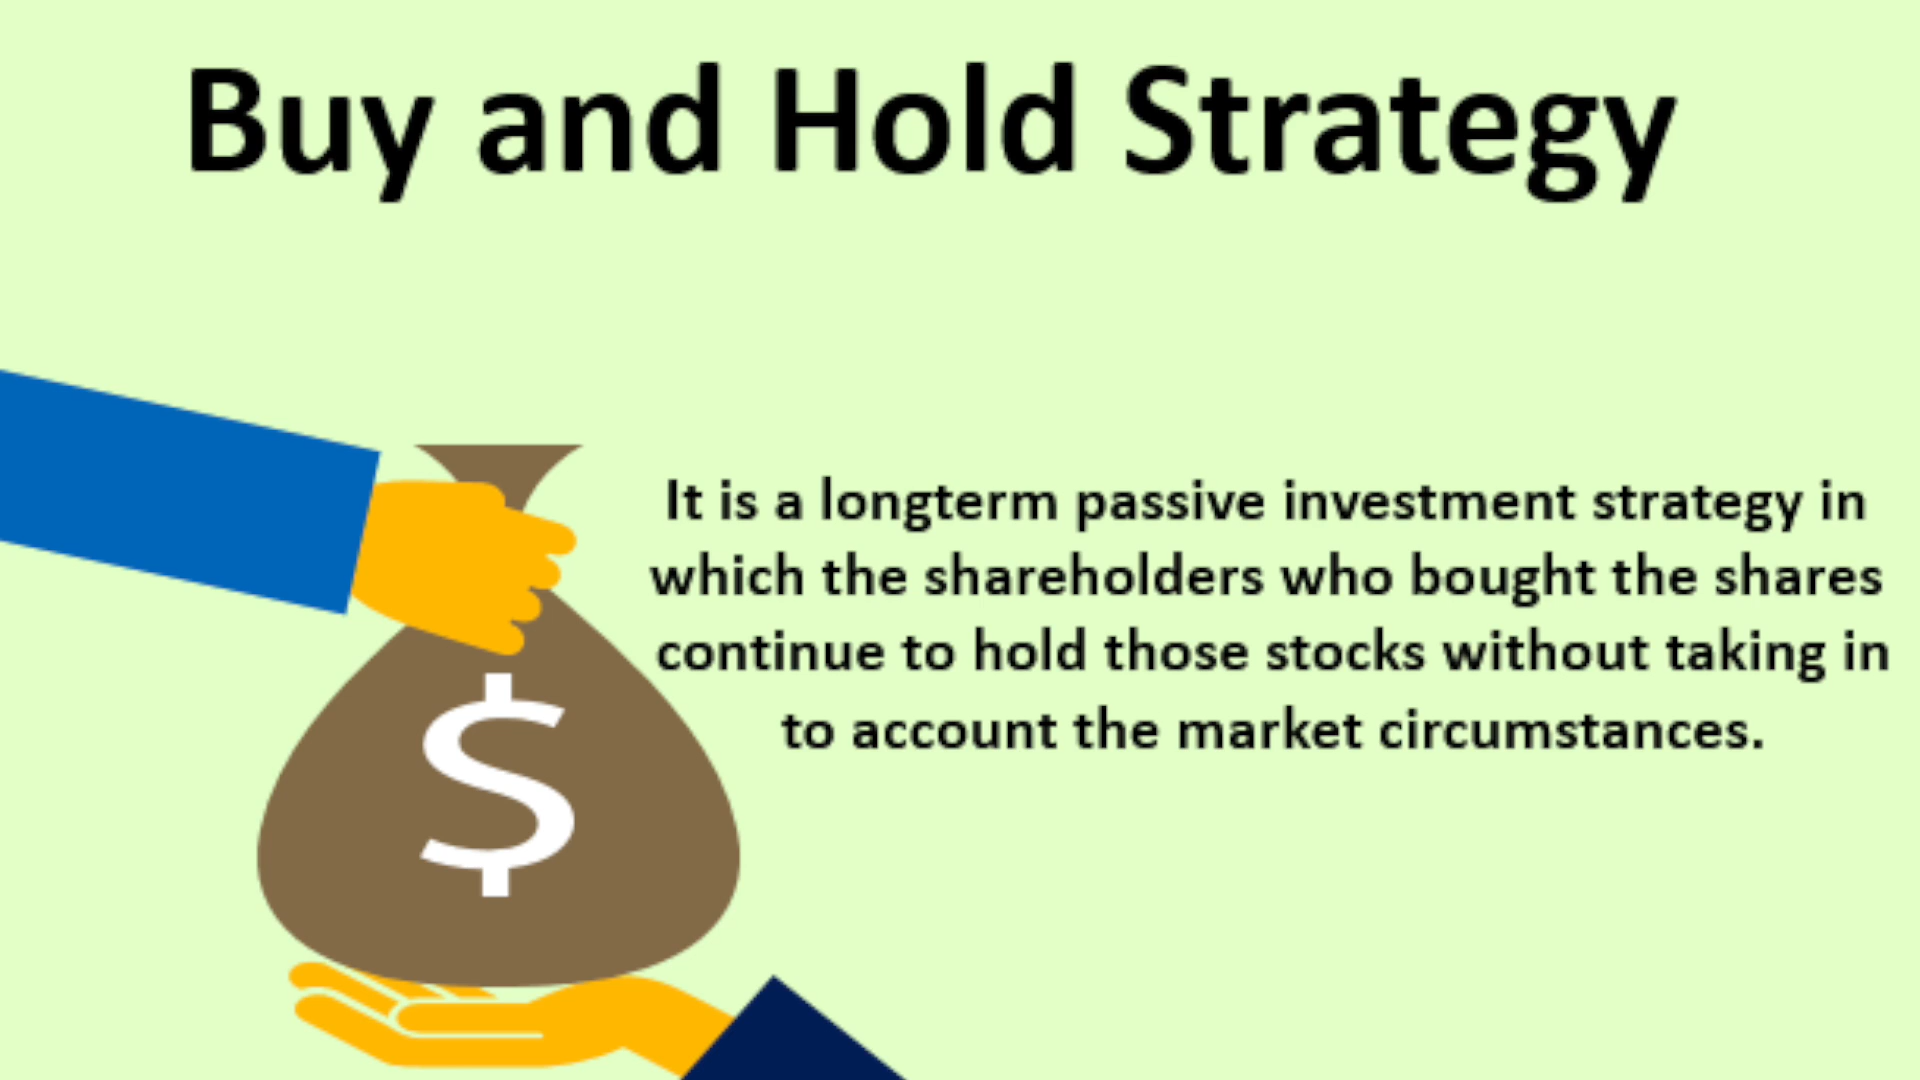 Buy and Hold Strategy
It is a longterm passive investment strategy in
which the shareholders who bought the shares
continue to hold those stocks without taking in
to account the market circumstances.
$